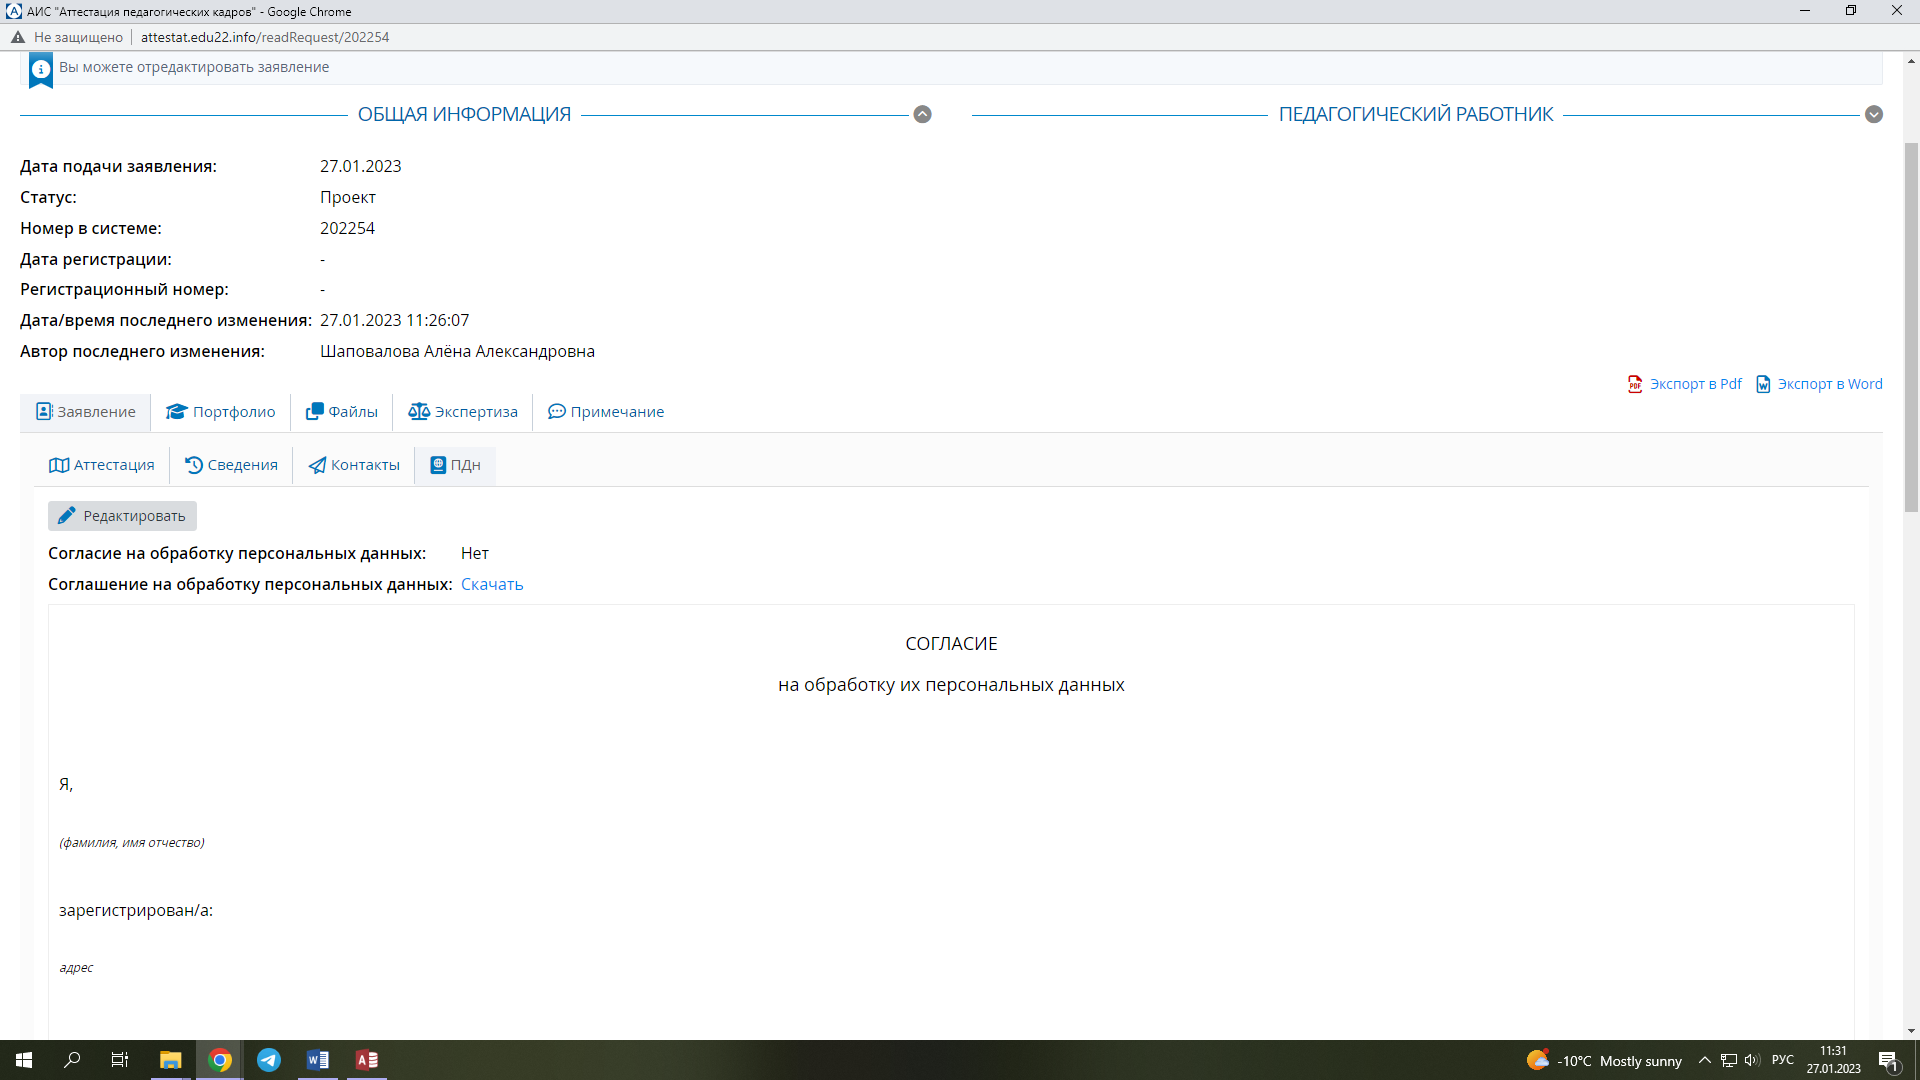 АИС "Аттестация педагогических кадров" - Google Chrome
Не защищено
attestat.edu22.info/readRequest/202254
Вы можете отредактировать заявление
ОБЩАЯ ИНФОРМАЦИЯ
ПЕДАГОГИЧЕСКИЙ РАБОТНИК
Дата подачи заявления: 27.01.2023
Статус: Проект
Номер в системе: 202254
Дата регистрации: -
Регистрационный номер: -
Дата/время последнего изменения: 27.01.2023 11:26:07
Автор последнего изменения: Шаповалова Алёна Александровна
Экспорт в Pdf Экспорт в Word
Заявление Портфолио Файлы Экспертиза Примечание
Аттестация Сведения Контакты ПДн
Редактировать
Согласие на обработку персональных данных: Нет
Соглашение на обработку персональных данных: Скачать
СОГЛАСИЕ
на обработку их персональных данных
Я,
(фамилия, имя отчество)
зарегистрирован/а:
адрес
-10°C Mostly sunny
РУС
11:31
27.01.2023
1